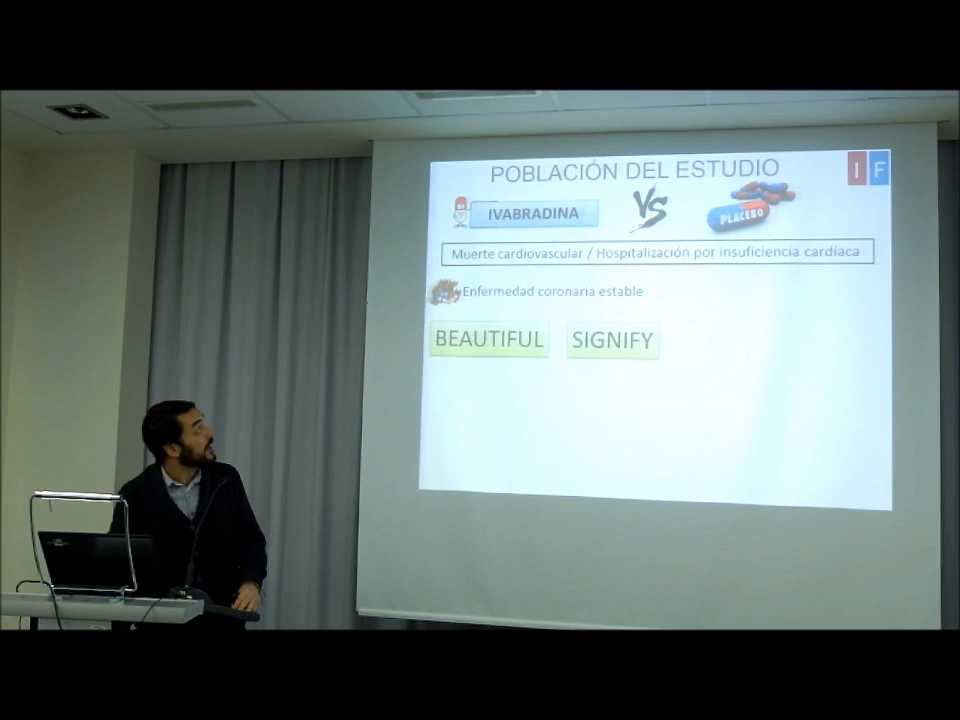 POBLACIÓN DEL ESTUDIO
I F
IVABRADINA
VS
PLACEBO
Muerte cardiovascular / Hospitalización por insuficiencia cardíaca
Enfermedad coronaria estable
BEAUTIFUL SIGNIFY